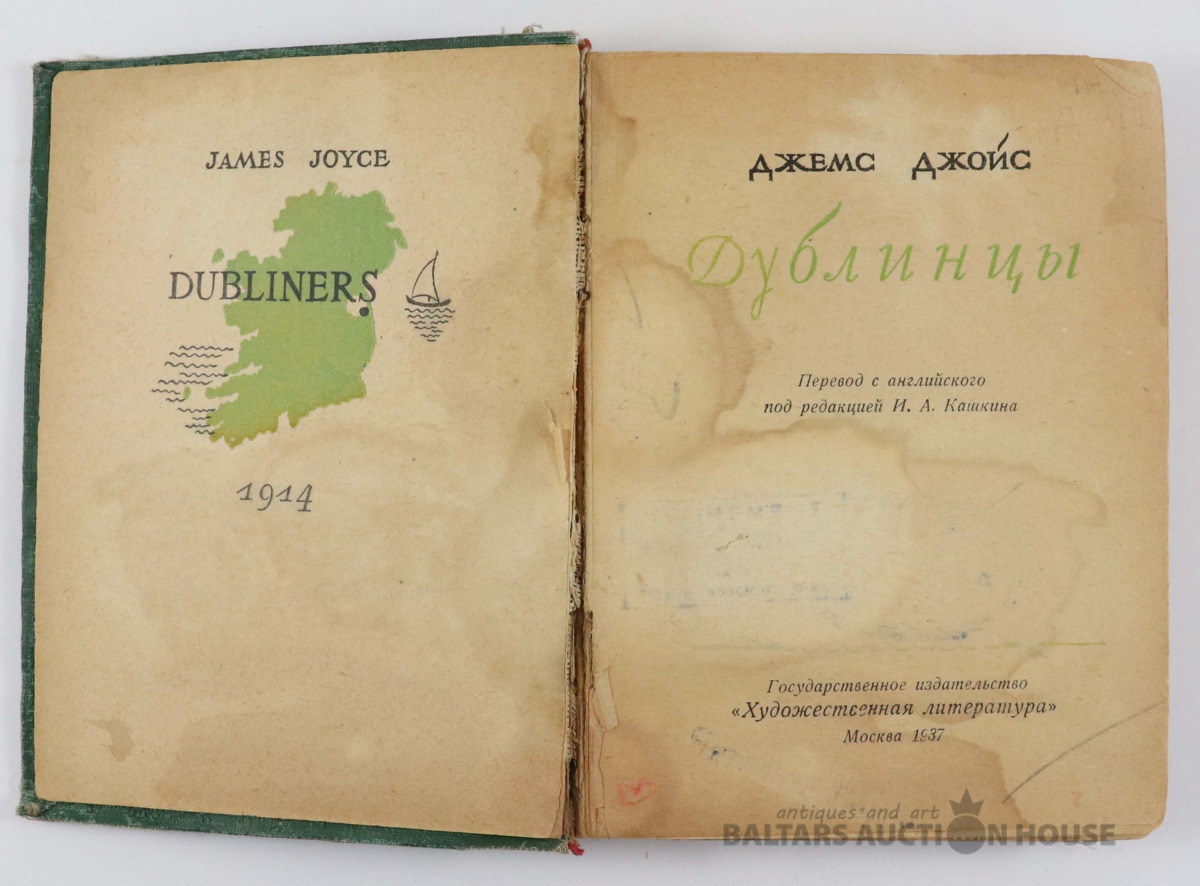 JAMES JOYCE
DUBLINERS
1914
ДЖЕМС ДЖОЙС
Дублинцы
Перевод с английского
под редакцией И. А. Кашкина
Государственное издательство
«Художественная литература»
Москва 1937
antiques and art
BALTARS AUCTION HOUSE